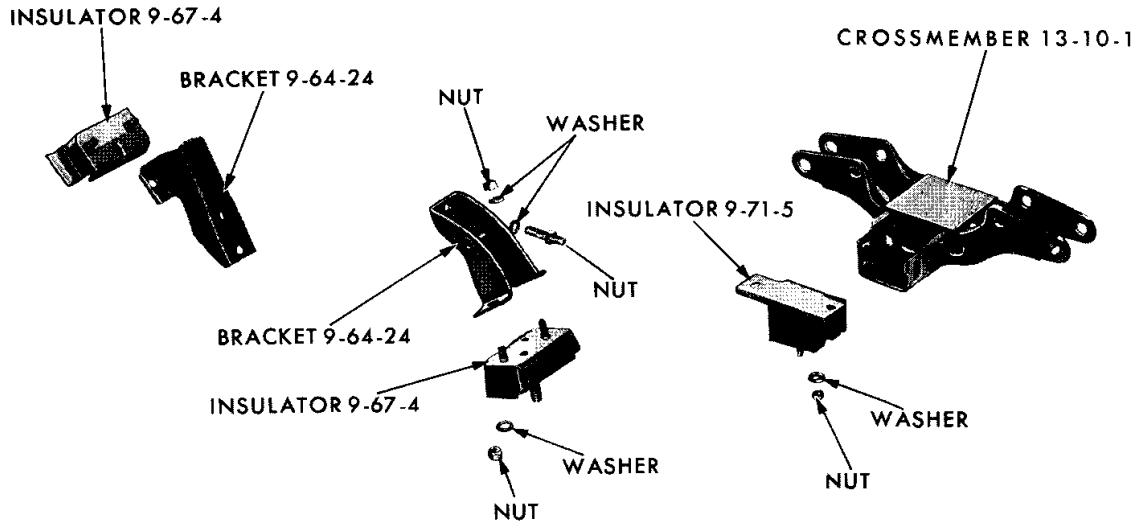 INSULATOR 9-67-4
CROSSMEMBER 13-10-1
BRACKET 9-64-24
NUT
WASHER
INSULATOR 9-71-5
NUT
BRACKET 9-64-24
INSULATOR 9-67-4
WASHER
WASHER
NUT
NUT